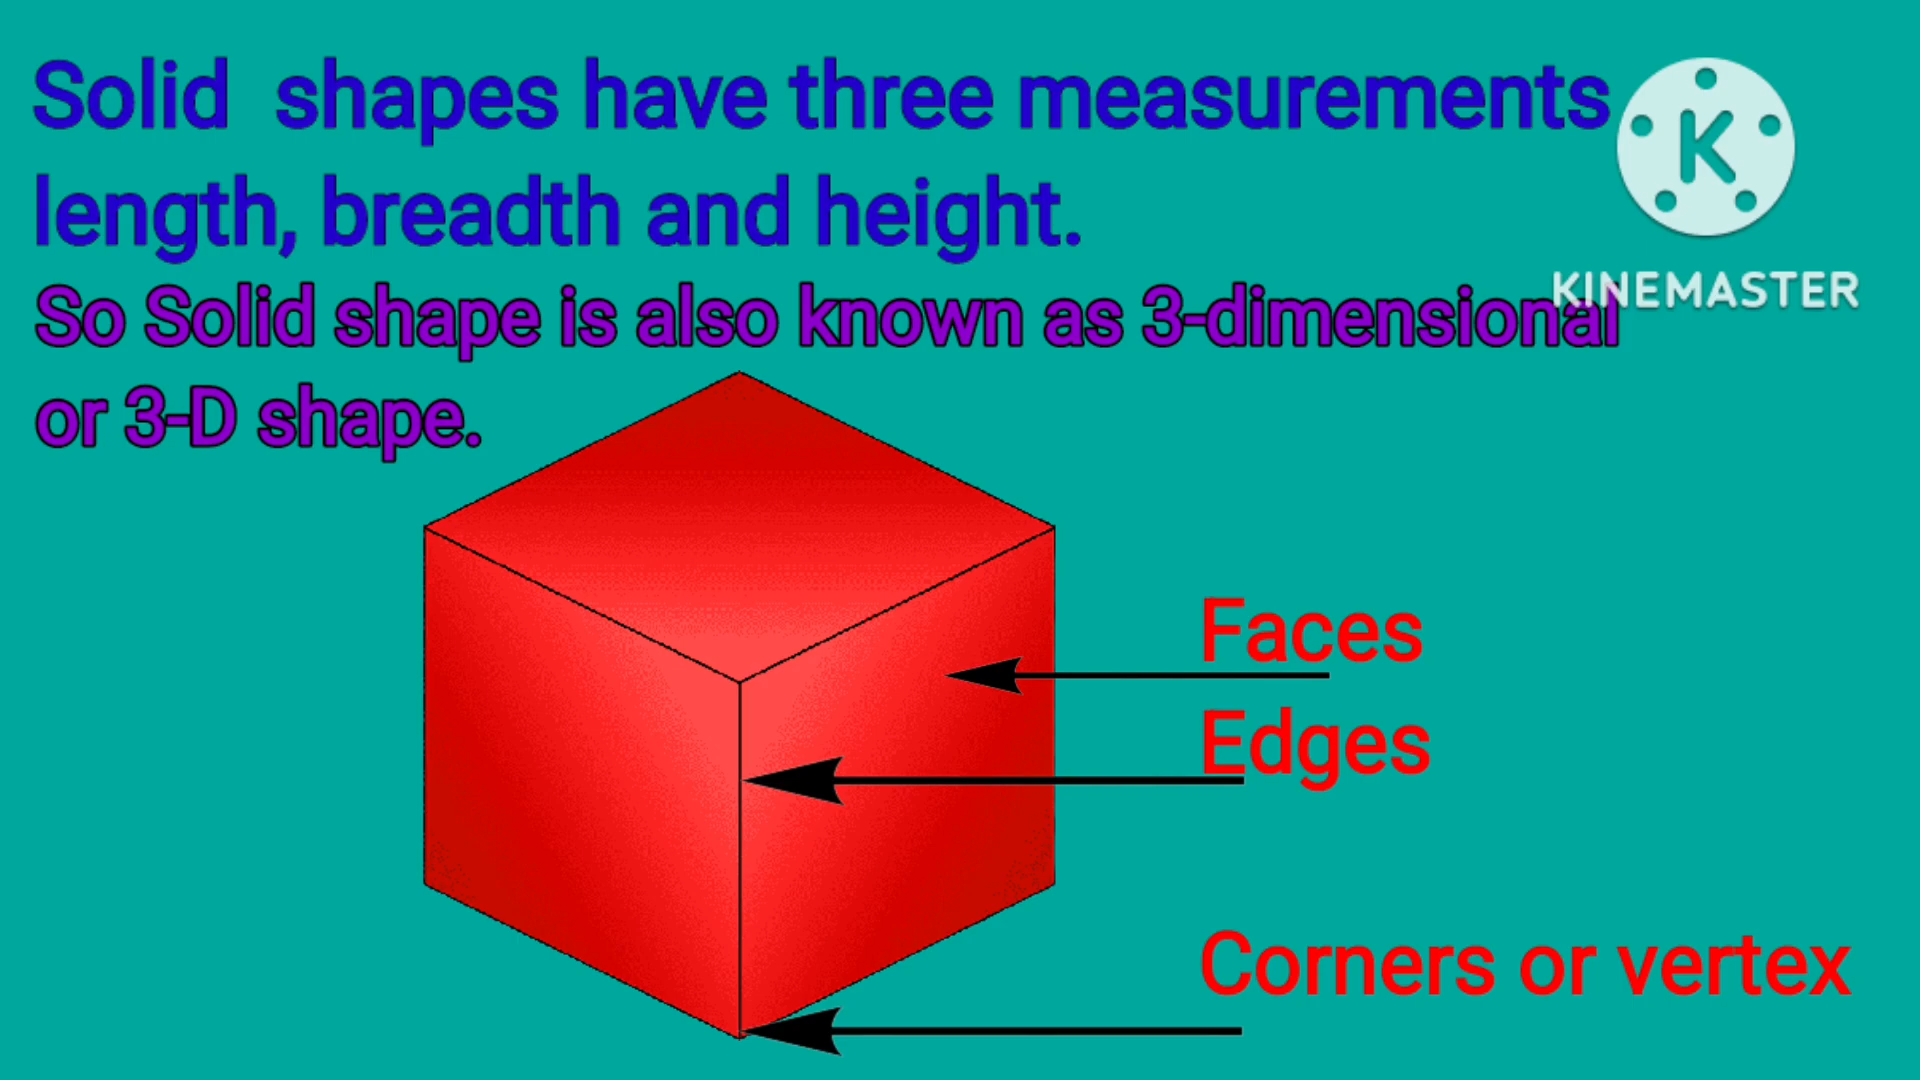 Solid  shapes have three measurements
length, breadth and height.
So Solid shape is also known as 3-dimensional
or 3-D shape.
K
KINEMASTER
Faces
Edges
Corners or vertex